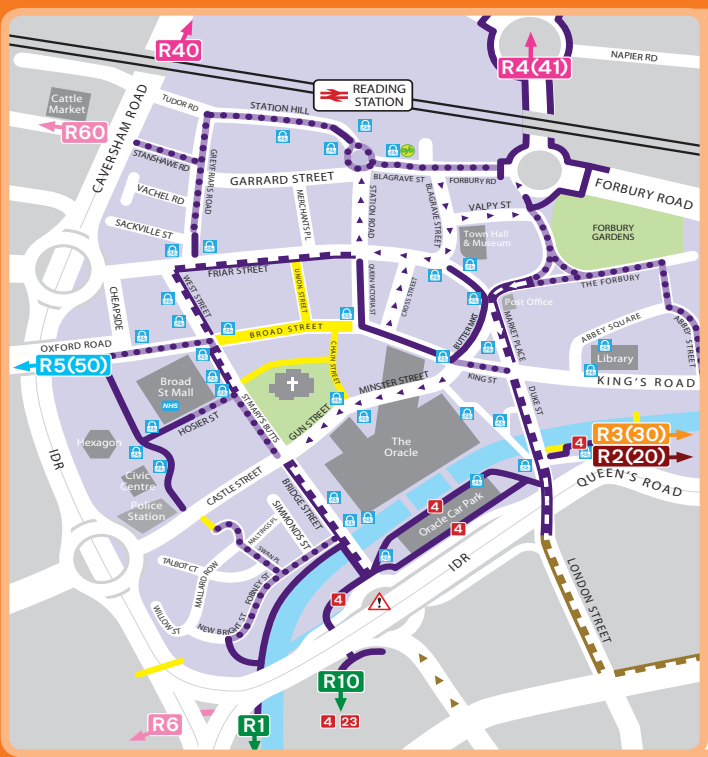 R40
R4(41)
NAPIER RD
READING
STATION
Cattle
Market
TUDOR RD
STATION HILL
R60
CAVERSHAM ROAD
STANSHAWE RD
GREYFRIARS ROAD
GARRARD STREET
BLAGRAVE ST
FORBURY RD
FORBURY ROAD
VACHEL RD
MERCHANTS PL
STATION ROAD
BLAGRAVE STREET
VALPY ST
SACKVILLE ST
Town Hall
& Museum
FORBURY
GARDENS
FRIAR STREET
WEST STREET
UNION STREET
QUEEN VICTORIA ST
CROSS STREET
THE FORBURY
CHEAPSIDE
Post Office
BROAD STREET
BUTTER MKT
MARKET PLACE
ABBEY SQUARE
ABBEY STREET
OXFORD ROAD
R5(50)
CHAIN STREET
Library
Broad
St Mall
NHS
MINSTER STREET
KING ST
KING'S ROAD
ST MARY'S BUTTS
DUKE ST
HOSIER ST
GUN STREET
Hexagon
The
Oracle
4
R3(30)
R2(20)
IDR
Civic
Centre
CASTLE STREET
QUEEN'S ROAD
Police
Station
BRIDGE STREET
SIMMONDS ST
4
Oracle Car Park
4
MALTINGS PL
SWAN PL
TALBOT CT
MALLARD ROW
FOBNEY ST
IDR
LONDON STREET
4
WILLOW ST
NEW BRIGHT ST
R10
4 23
R6
R1